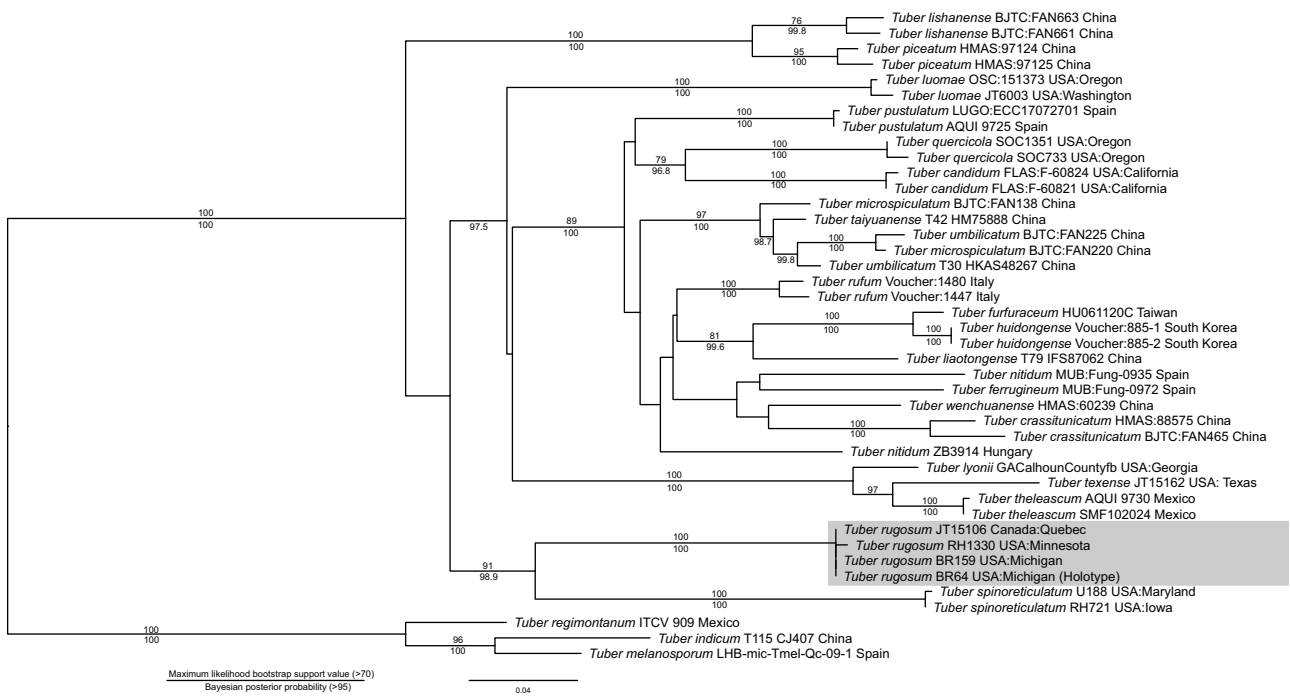 76
Tuber lishanense BJTC:FAN663 China
99.8
Tuber lishanense BJTC:FAN661 China
100
100
95
Tuber piceatum HMAS:97124 China
100
Tuber piceatum HMAS:97125 China
100
Tuber luomae OSC:151373 USA:Oregon
100
Tuber luomae JT6003 USA:Washington
100
Tuber pustulatum LUGO:ECC17072701 Spain
100
Tuber pustulatum AQUI 9725 Spain
100
Tuber quercicola SOC1351 USA:Oregon
100
Tuber quercicola SOC733 USA:Oregon
79
96.8
100
Tuber candidum FLAS:F-60824 USA:California
100
Tuber candidum FLAS:F-60821 USA:California
97
Tuber microspiculatum BJTC:FAN138 China
100
100
100
97.5
89
100
Tuber taiyuanense T42 HM75888 China
98.7
100
Tuber umbilicatum BJTC:FAN225 China
100
Tuber microspiculatum BJTC:FAN220 China
99.8
Tuber umbilicatum T30 HKAS48267 China
100
Tuber rufum Voucher:1480 Italy
100
Tuber rufum Voucher:1447 Italy
100
Tuber furfuraceum HU061120C Taiwan
100
81
99.6
100
Tuber huidongense Voucher:885-1 South Korea
100
Tuber huidongense Voucher:885-2 South Korea
Tuber liaotongense T79 IFS87062 China
Tuber nitidum MUB:Fung-0935 Spain
Tuber ferrugineum MUB:Fung-0972 Spain
Tuber wenchuanense HMAS:60239 China
100
Tuber crassitunicatum HMAS:88575 China
100
Tuber crassitunicatum BJTC:FAN465 China
Tuber nitidum ZB3914 Hungary
100
Tuber lyonii GACalhounCountyfb USA:Georgia
100
97
Tuber texense JT15162 USA: Texas
100
Tuber theleascum AQUI 9730 Mexico
100
Tuber theleascum SMF102024 Mexico
Tuber rugosum JT15106 Canada:Quebec
100
Tuber rugosum RH1330 USA:Minnesota
100
Tuber rugosum BR159 USA:Michigan
91
98.9
Tuber rugosum BR64 USA:Michigan (Holotype)
100
Tuber spinoreticulatum U188 USA:Maryland
100
Tuber spinoreticulatum RH721 USA:Iowa
100
100
Tuber regimontanum ITCV 909 Mexico
96
Tuber indicum T115 CJ407 China
100
Tuber melanosporum LHB-mic-Tmel-Qc-09-1 Spain
Maximum likelihood bootstrap support value (>70)
Bayesian posterior probability (>95)
0.04